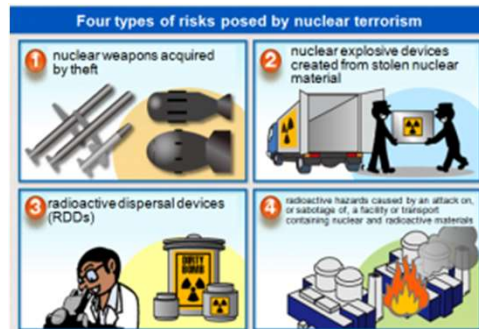 Four types of risks posed by nuclear terrorism
1 nuclear weapons acquired
by theft
2 nuclear explosive devices
created from stolen nuclear
material
3 radioactive dispersal devices
(RDDs)
DIRTY
BOMB
4 radioactive hazards caused by an attack on,
or sabotage of, a facility or transport
containing nuclear and radioactive materials